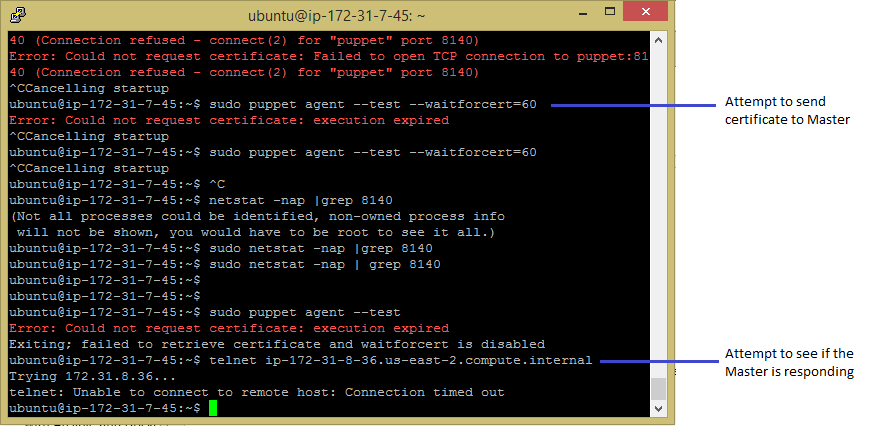 ubuntu@ip-172-31-7-45: ~
40 (Connection refused - connect(2) for "puppet" port 8140)
Error: Could not request certificate: Failed to open TCP connection to puppet:81
40 (Connection refused - connect(2) for "puppet" port 8140)
^CCancelling startup
ubuntu@ip-172-31-7-45:~$ sudo puppet agent --test --waitforcert=60
Attempt to send
certificate to Master
Error: Could not request certificate: execution expired
^CCancelling startup
ubuntu@ip-172-31-7-45:~$ sudo puppet agent --test --waitforcert=60
^CCancelling startup
ubuntu@ip-172-31-7-45:~$ ^C
ubuntu@ip-172-31-7-45:~$ netstat -nap |grep 8140
(Not all processes could be identified, non-owned process info
will not be shown, you would have to be root to see it all.)
ubuntu@ip-172-31-7-45:~$ sudo netstat -nap |grep 8140
ubuntu@ip-172-31-7-45:~$ sudo netstat -nap | grep 8140
ubuntu@ip-172-31-7-45:~$
ubuntu@ip-172-31-7-45:~$
ubuntu@ip-172-31-7-45:~$ sudo puppet agent --test
Error: Could not request certificate: execution expired
Exiting; failed to retrieve certificate and waitforcert is disabled
ubuntu@ip-172-31-7-45:~$ telnet ip-172-31-8-36.us-east-2.compute.internal
Attempt to see if the
Master is responding
Trying 172.31.8.36...
telnet: Unable to connect to remote host: Connection timed out
ubuntu@ip-172-31-7-45:~$